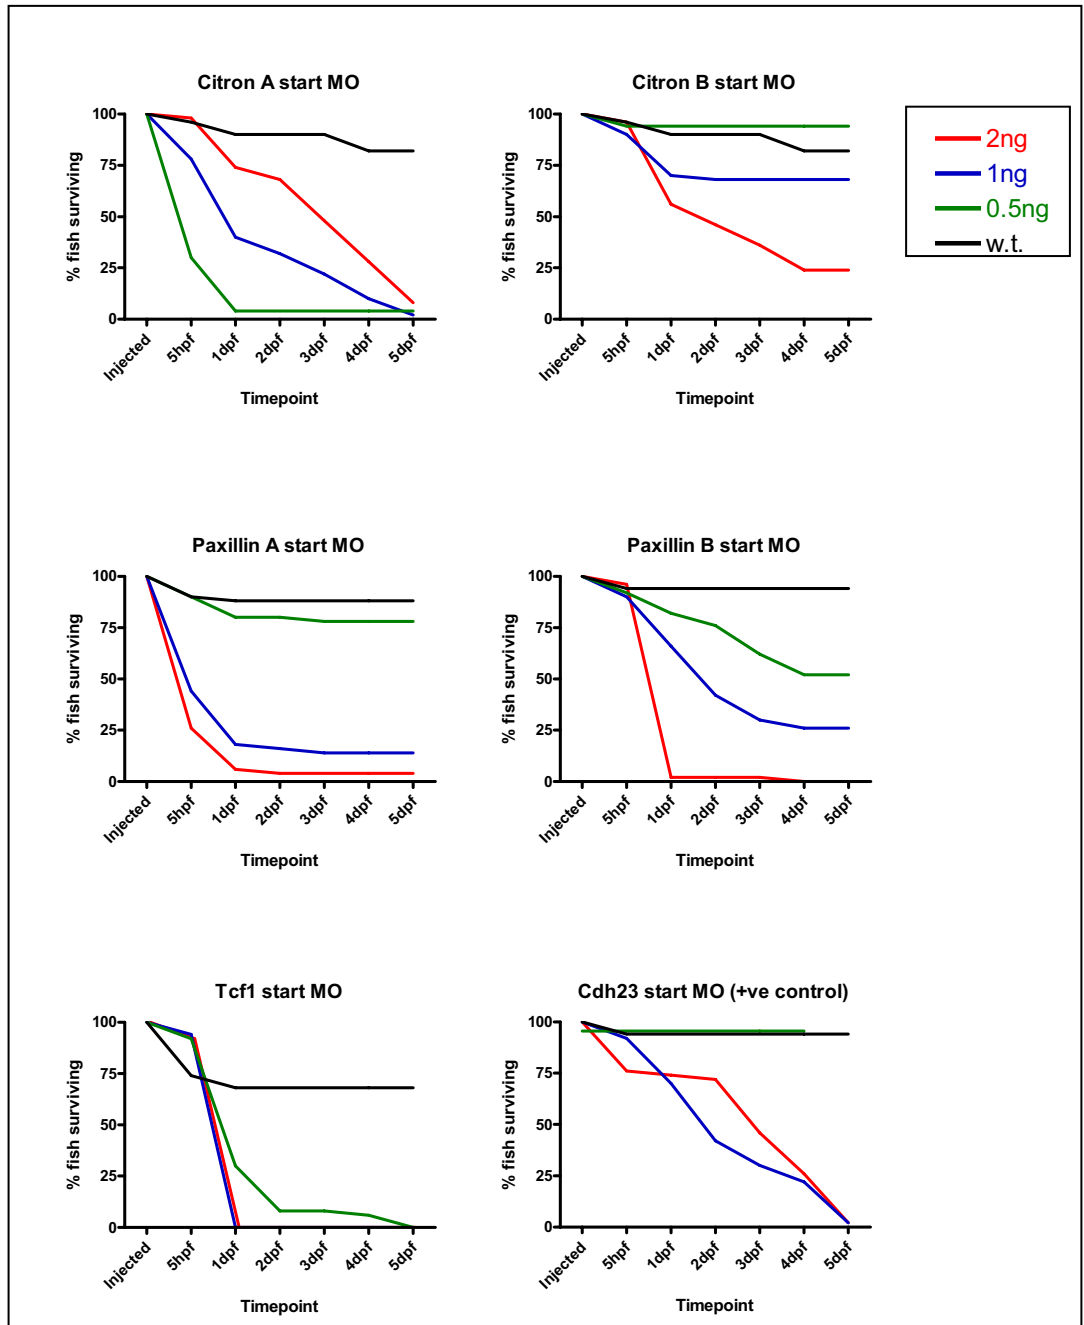 Citron A start MO
100
75
50
25
0
% fish surviving
Injected
5hpf
1dpf
2dpf
3dpf
4dpf
5dpf
Timepoint
Citron B start MO
100
75
50
25
0
% fish surviving
Injected
5hpf
1dpf
2dpf
3dpf
4dpf
5dpf
Timepoint
2ng
1ng
0.5ng
w.t.
Paxillin A start MO
100
75
50
25
0
% fish surviving
Injected
5hpf
1dpf
2dpf
3dpf
4dpf
5dpf
Timepoint
Paxillin B start MO
100
75
50
25
0
% fish surviving
Injected
5hpf
1dpf
2dpf
3dpf
4dpf
5dpf
Timepoint
Tcf1 start MO
100
75
50
25
0
% fish surviving
Injected
5hpf
1dpf
2dpf
3dpf
4dpf
5dpf
Timepoint
Cdh23 start MO (+ve control)
100
75
50
25
0
% fish surviving
Injected
5hpf
1dpf
2dpf
3dpf
4dpf
5dpf
Timepoint